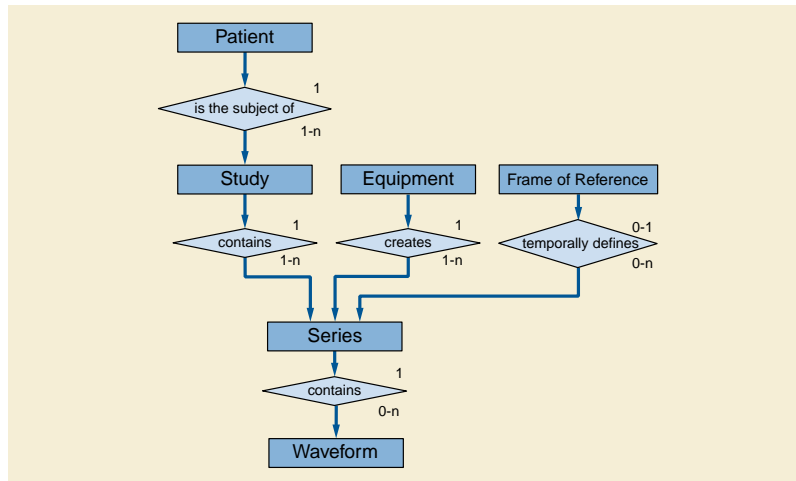 Patient
1
is the subject of
1-n
Study
Equipment
Frame of Reference
1
contains
1-n
1
creates
1-n
0-1
temporally defines
0-n
Series
1
contains
0-n
Waveform